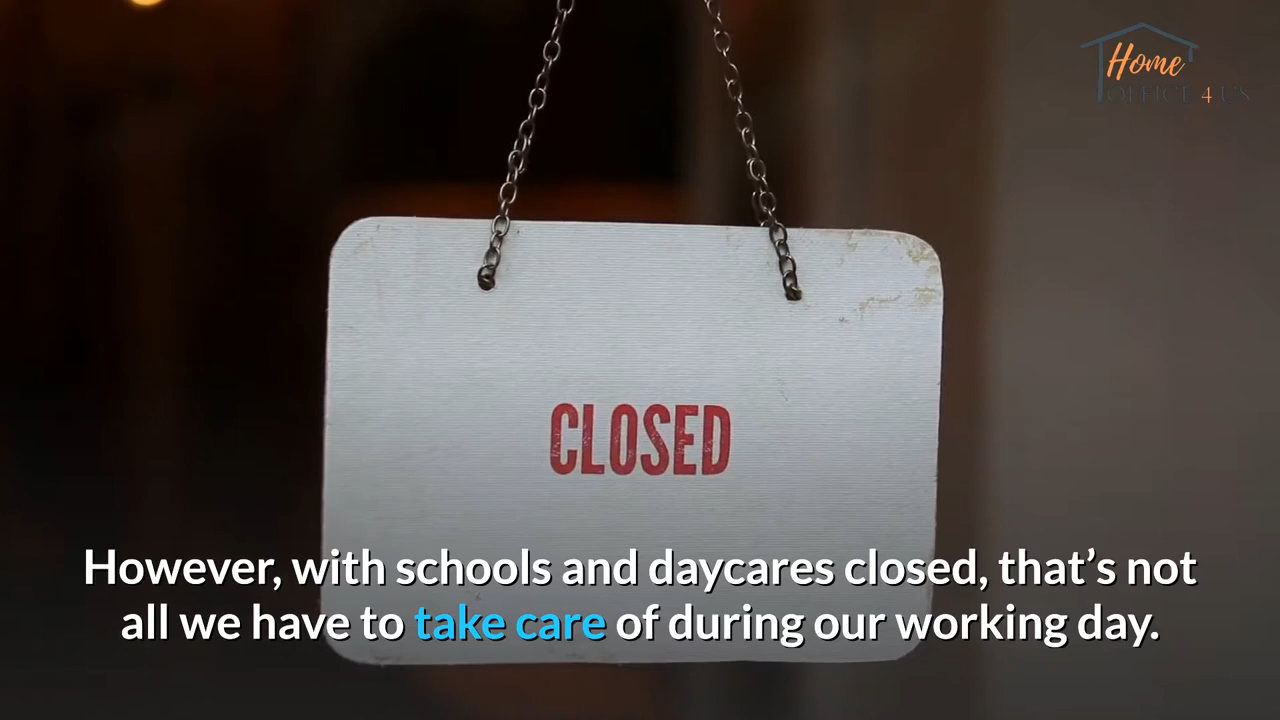 Home
OFFICE 4 US
CLOSED
However, with schools and daycares closed, that’s not
all we have to take care of during our working day.